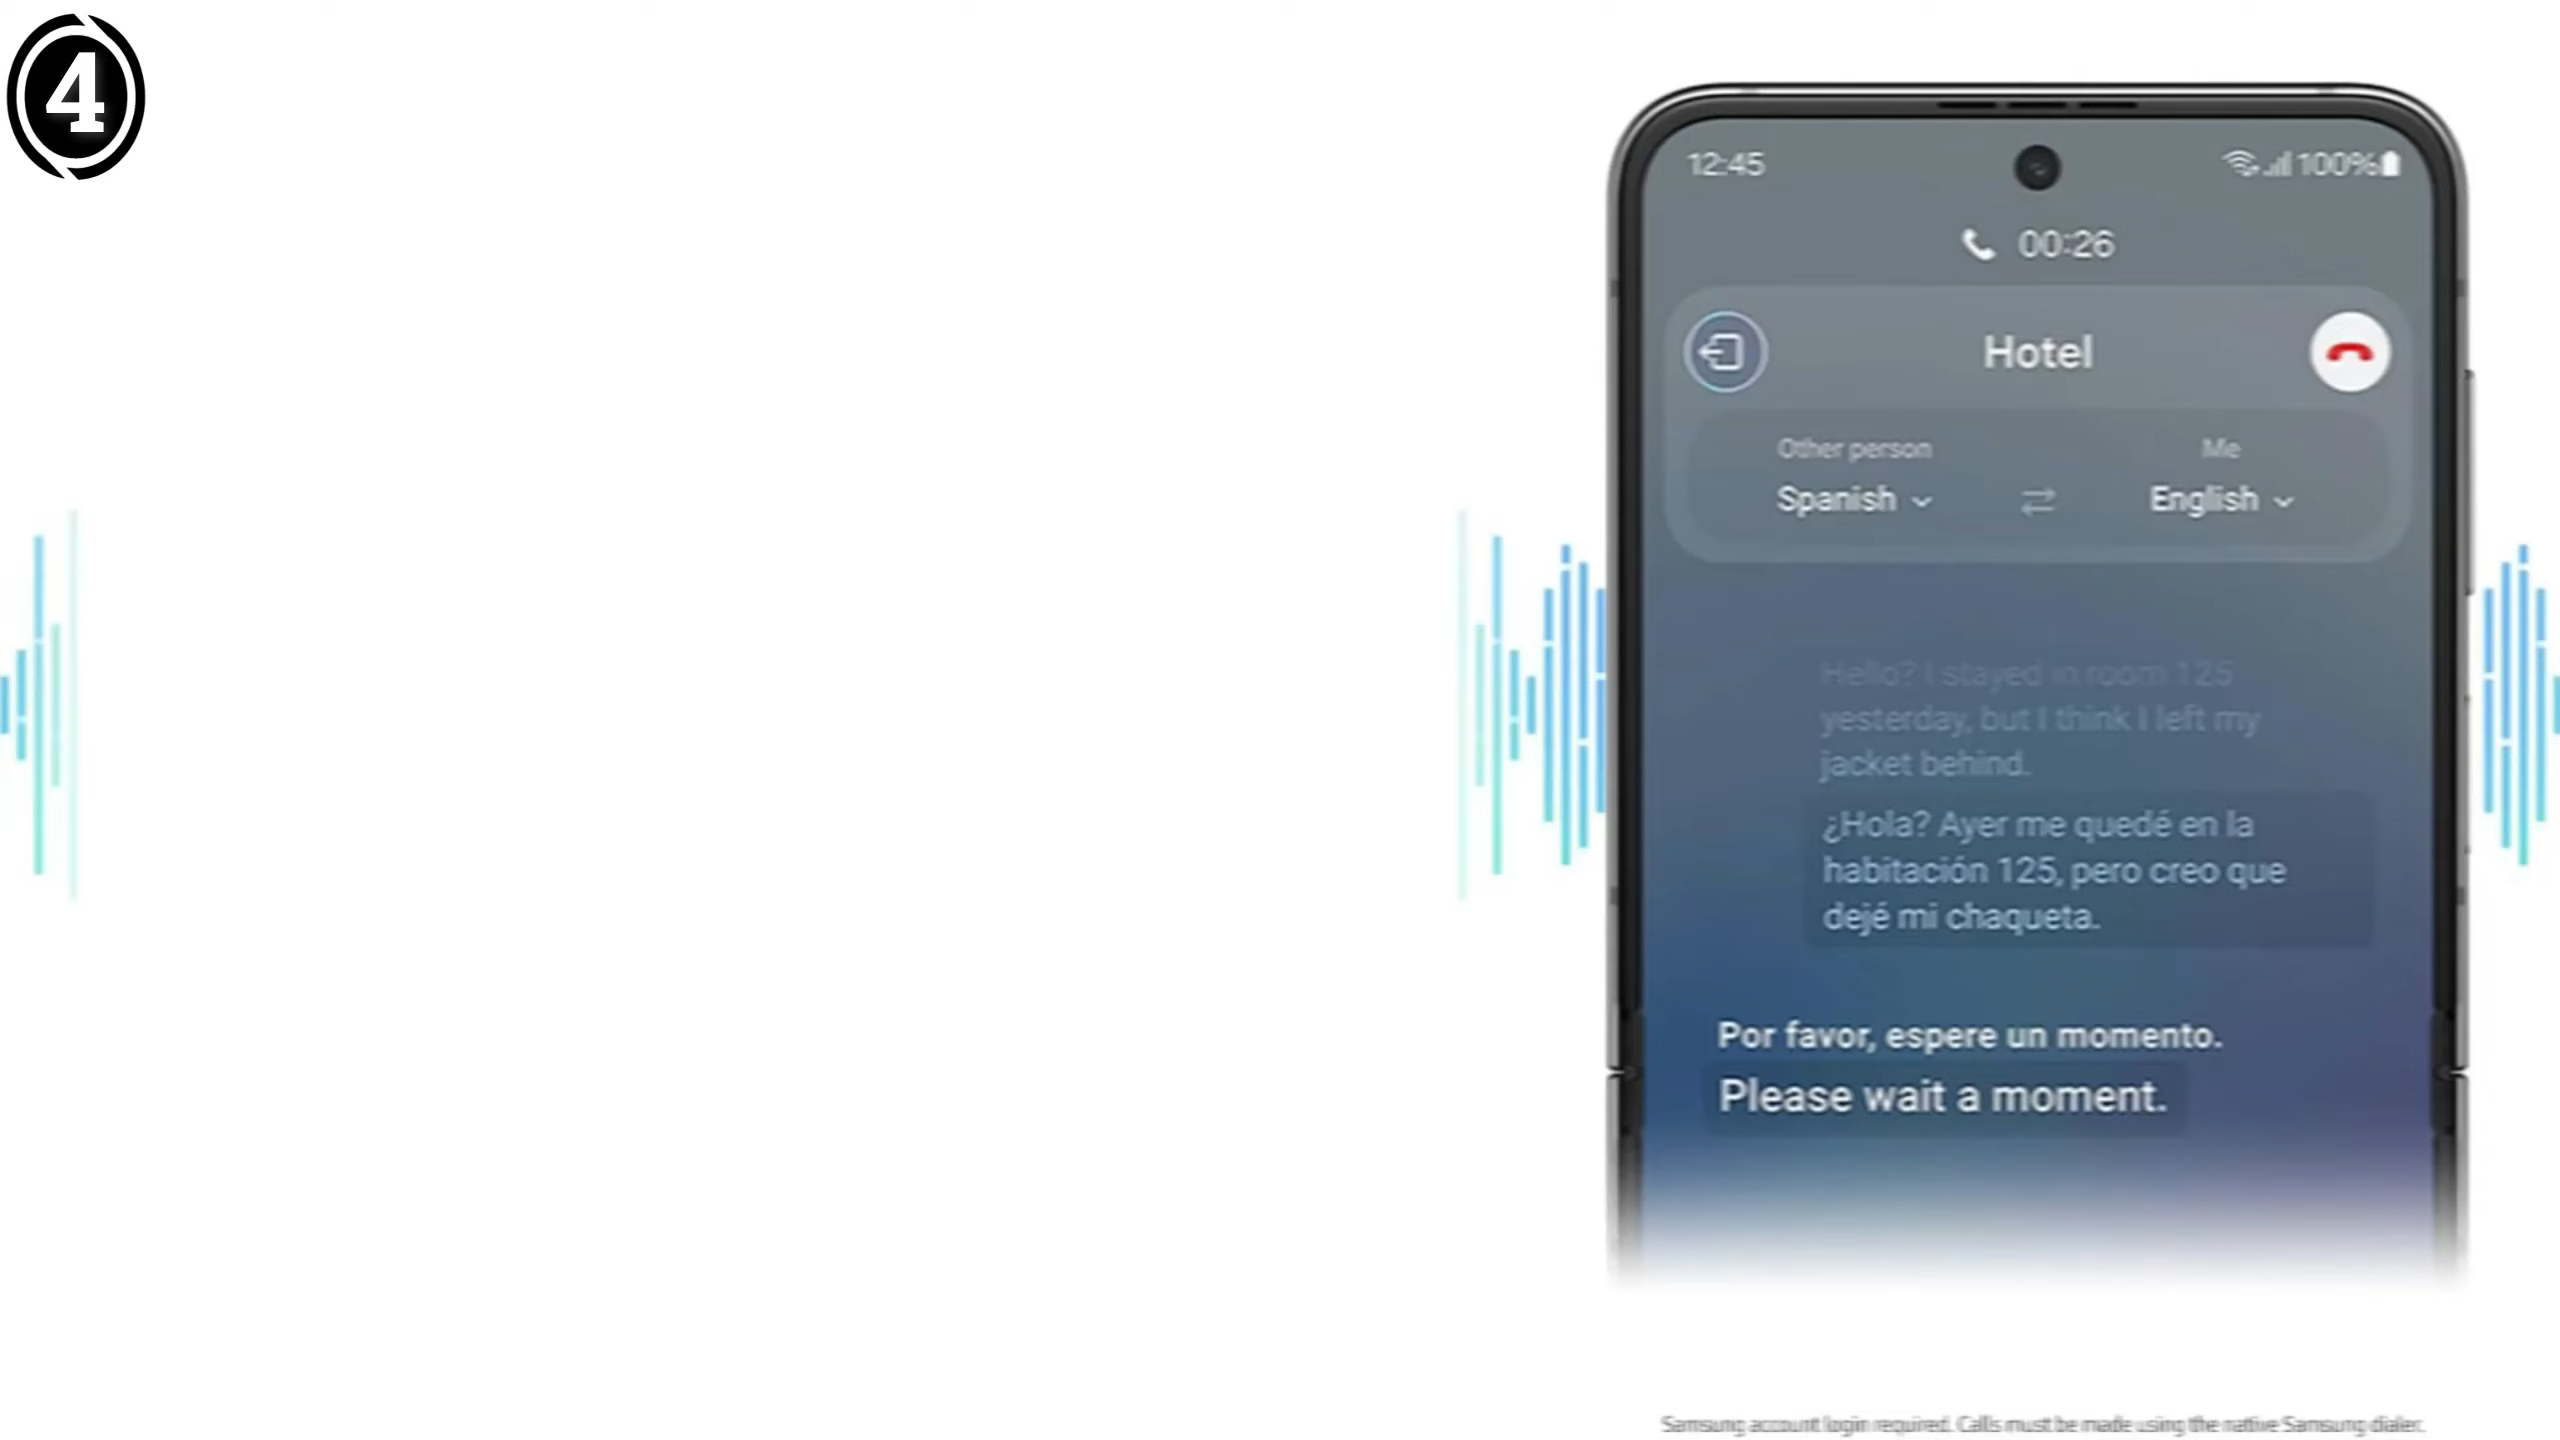 4
12:45
100%
00:26
Hotel
Other person
Me
Spanish
English
Hello? I stayed in room 125
yesterday, but I think I left my
jacket behind.
¿Hola? Ayer me quedé en la
habitación 125, pero creo que
dejé mi chaqueta.
Por favor, espere un momento.
Please wait a moment.
Samsung account login required. Calls must be made using the native Samsung dialer.